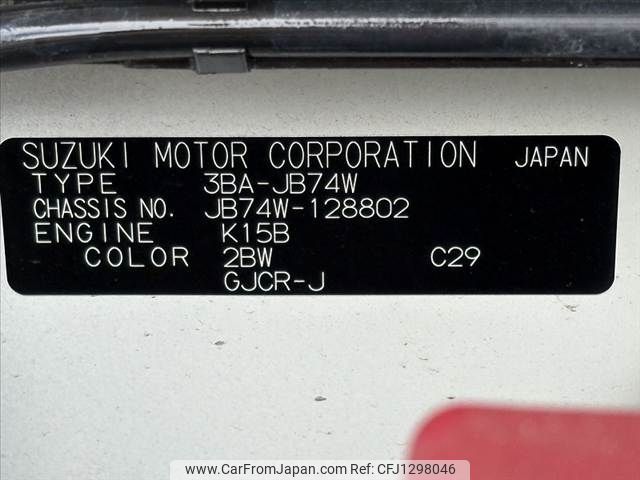 SUZUKI MOTOR CORPORATION JAPAN
TYPE 3BA-JB74W
CHASSIS NO. JB74W-128802
ENGINE K15B
COLOR 2BW C29
GJCR-J
www.CarFromJapan.com | © CarFromJapan | CFJ1298046